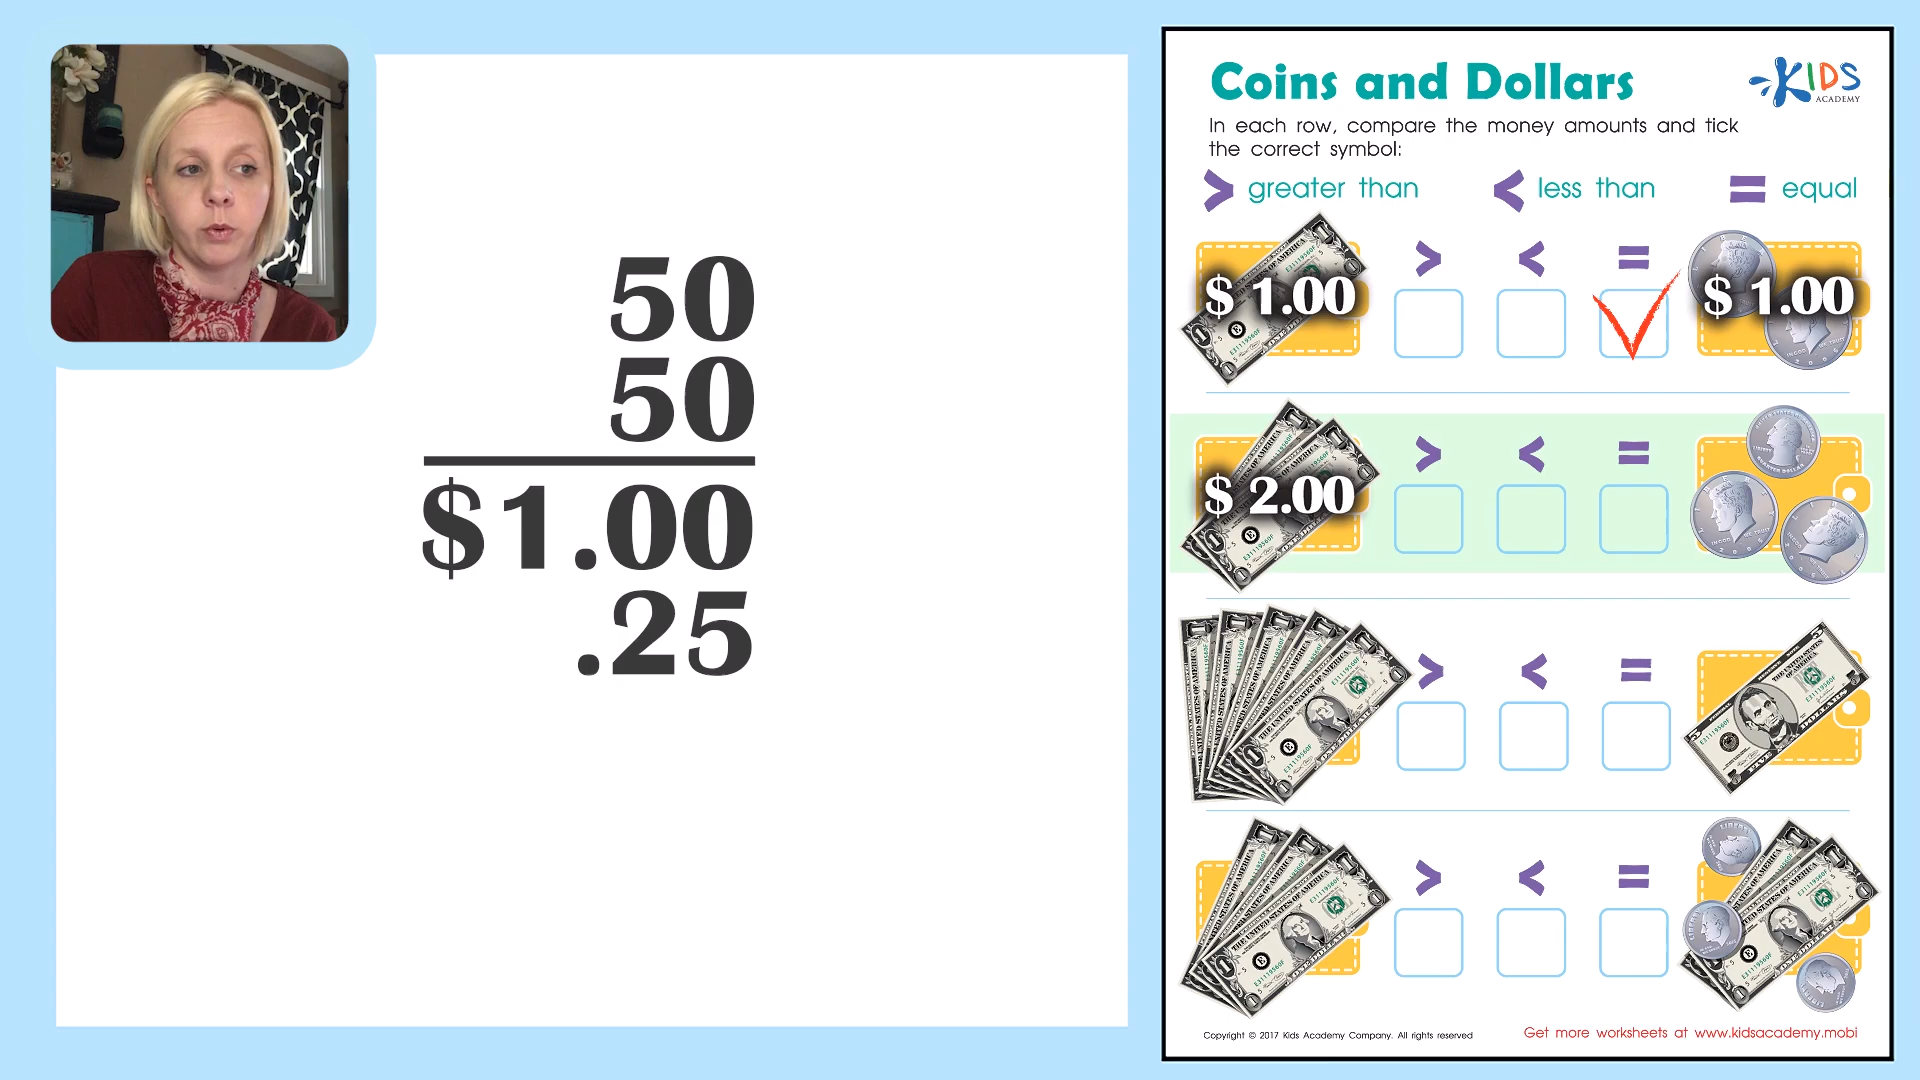 50
50
$1.00
.25
Coins and Dollars
KIDS
ACADEMY
In each row, compare the money amounts and tick
the correct symbol:
> greater than < less than = equal
> < =
$ 1.00 $ 1.00
> < =
$ 2.00
> < =
> < =
Copyright © 2017 Kids Academy Company. All rights reserved
Get more worksheets at www.kidsacademy.mobi